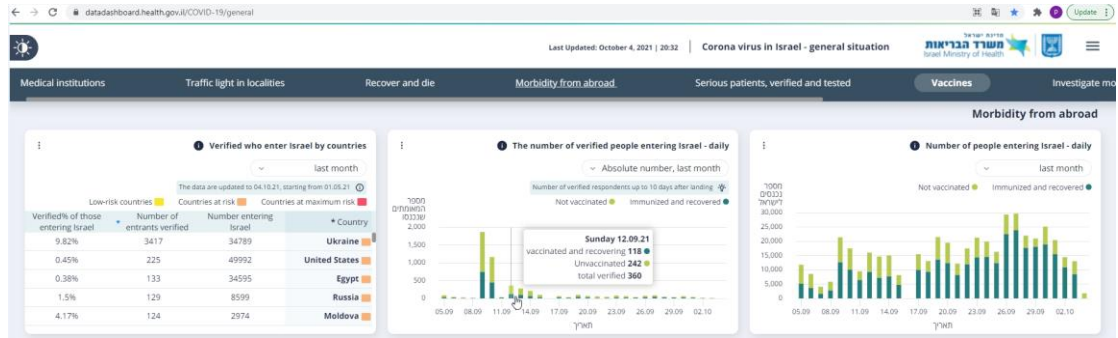 datadashboard.health.gov.il/COVID-19/general
Update
Last Updated: October 4, 2021 | 20:32
Corona virus in Israel - general situation
מדינת ישראל
משרד הבריאות
Israel Ministry of Health
Medical institutions
Traffic light in localities
Recover and die
Morbidity from abroad
Serious patients, verified and tested
Vaccines
Investigate mo
Morbidity from abroad
Verified who enter Israel by countries
last month
The data are updated to 04.10.21, starting from 01.05.21
Low-risk countries
Countries at risk
Countries at maximum risk
Verified% of those entering Israel
Number of entrants verified
Number entering Israel
* Country
9.82% 3417 34789 Ukraine
0.45% 225 49992 United States
0.38% 133 34595 Egypt
1.5% 129 8599 Russia
4.17% 124 2974 Moldova
The number of verified people entering Israel - daily
Absolute number, last month
Number of verified respondents up to 10 days after landing
Not vaccinated
Immunized and recovered
מספר
המאומתים
שנכנסו
2,000
1,500
1,000
500
0
Sunday 12.09.21
vaccinated and recovering 118
Unvaccinated 242
total verified 360
05.09 08.09 11.09 14.09 17.09 20.09 23.09 26.09 29.09 02.10
תאריך
Number of people entering Israel - daily
last month
Not vaccinated
Immunized and recovered
מספר
נכנסים
לישראל
30,000
25,000
20,000
15,000
10,000
5,000
0
05.09 08.09 11.09 14.09 17.09 20.09 23.09 26.09 29.09 02.10
תאריך